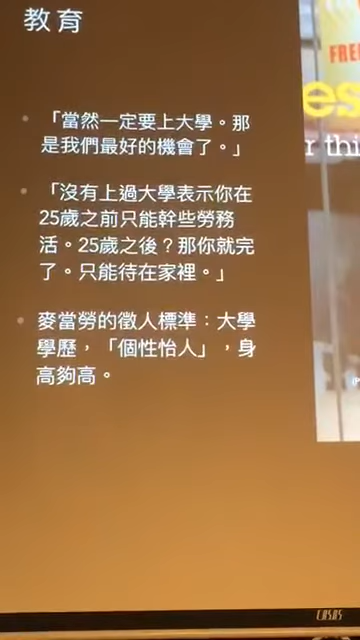 教育
FREE
es
「當然一定要上大學。那
是我們最好的機會了。」
r thi
「沒有上過大學表示你在
25歲之前只能幹些勞務
活。25歲之後？那你就完
了。只能待在家裡。」
麥當勞的徵人標準：大學
學歷，「個性怡人」，身
高夠高。